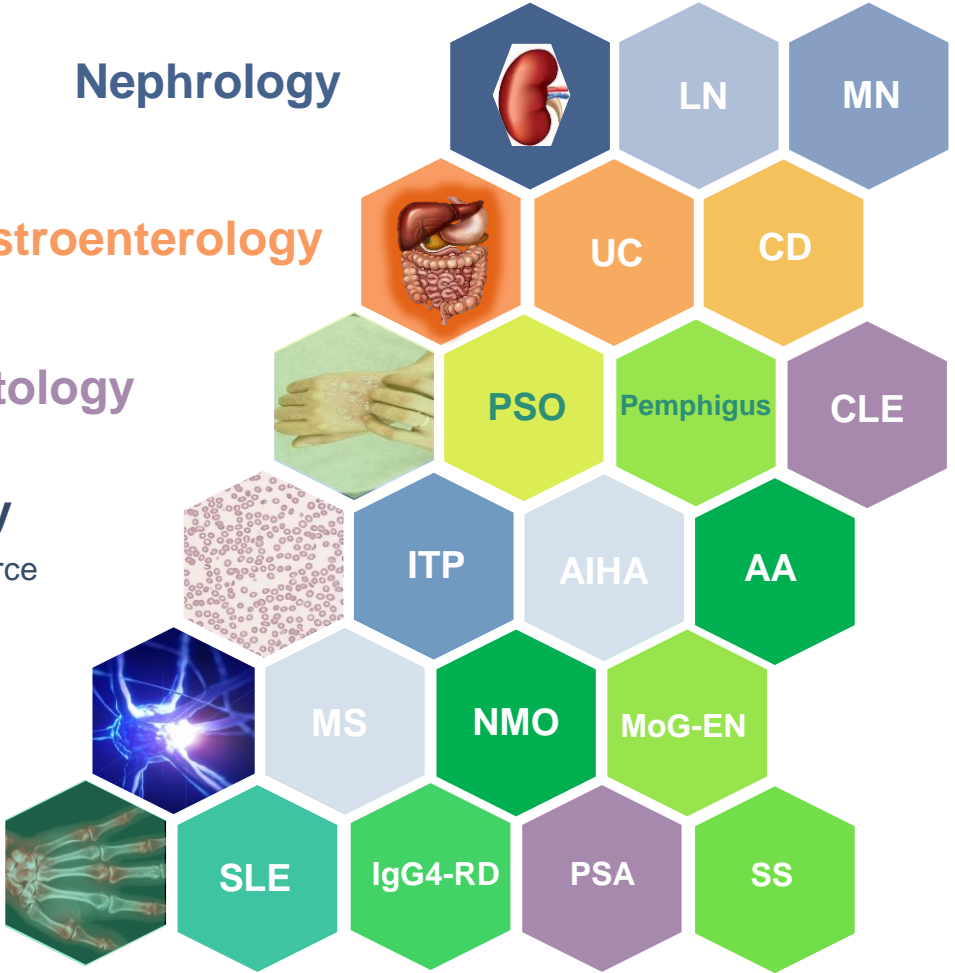 Nephrology
LN
MN
stroenterology
UC
CD
tology
PSO
Pemphigus
CLE
y
rce
ITP
AIHA
AA
MS
NMO
MoG-EN
SLE
IgG4-RD
PSA
SS